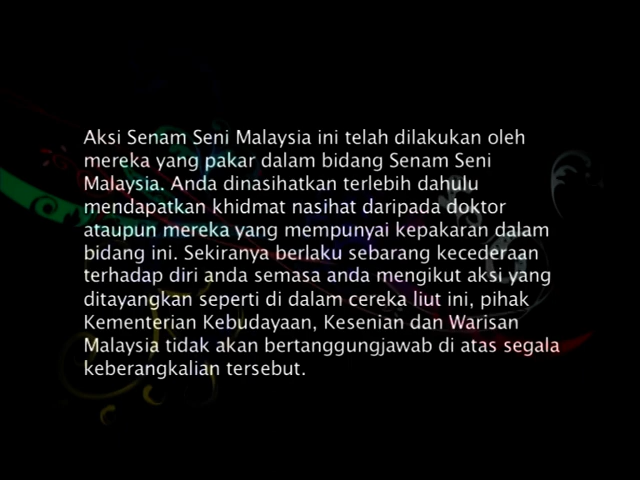 Aksi Senam Seni Malaysia ini telah dilakukan oleh
mereka yang pakar dalam bidang Senam Seni
Malaysia. Anda dinasihatkan terlebih dahulu
mendapatkan khidmat nasihat daripada doktor
ataupun mereka yang mempunyai kepakaran dalam
bidang ini. Sekiranya berlaku sebarang kecederaan
terhadap diri anda semasa anda mengikut aksi yang
ditayangkan seperti di dalam cereka liut ini, pihak
Kementerian Kebudayaan, Kesenian dan Warisan
Malaysia tidak akan bertanggungjawab di atas segala
keberangkalian tersebut.